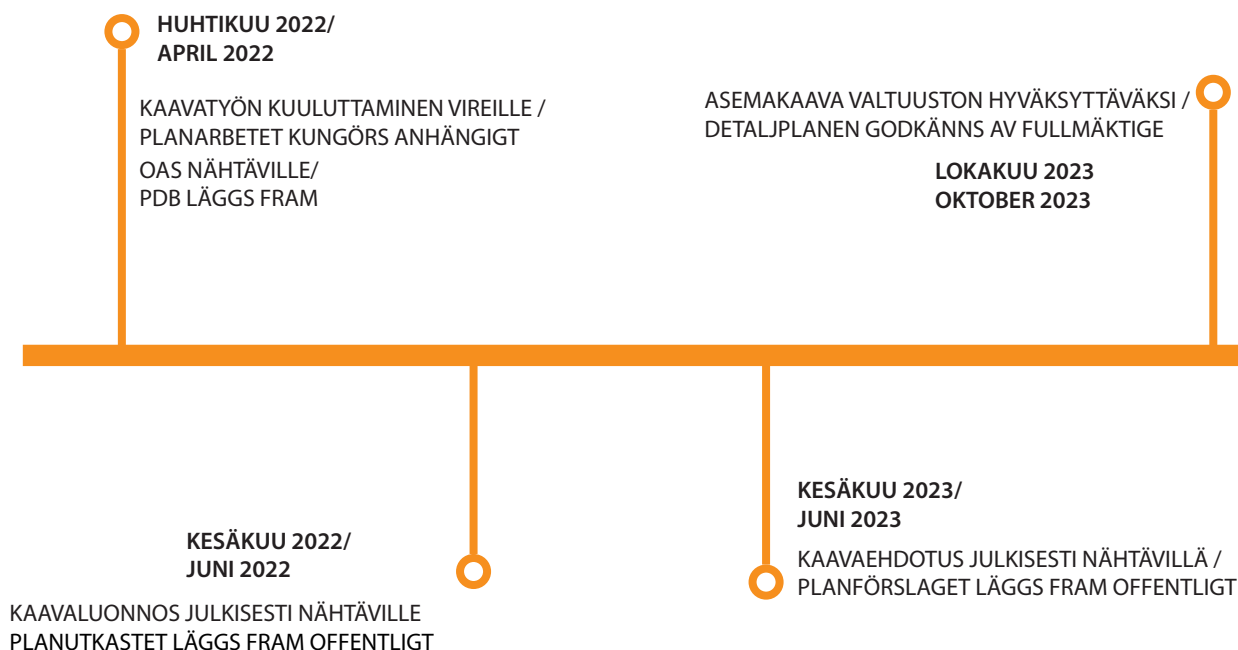 HUHTIKUU 2022/
APRIL 2022
KAAVATYÖN KUULUTTAMINEN VIREILLE /
PLANARBETET KUNGÖRS ANHÄNGIGT
OAS NÄHTÄVILLE/
PDB LÄGGS FRAM
ASEMAKAAVA VALTUUSTON HYVÄKSYTTÄVÄKSI /
DETALJPLANEN GODKÄNNS AV FULLMÄKTIGE
LOKAKUU 2023
OKTOBER 2023
KESÄKUU 2022/
JUNI 2022
KAAVALUONNOS JULKISESTI NÄHTÄVILLE
PLANUTKASTET LÄGGS FRAM OFFENTLIGT
KESÄKUU 2023/
JUNI 2023
KAAVAEHDOTUS JULKISESTI NÄHTÄVILLÄ /
PLANFÖRSLAGET LÄGGS FRAM OFFENTLIGT